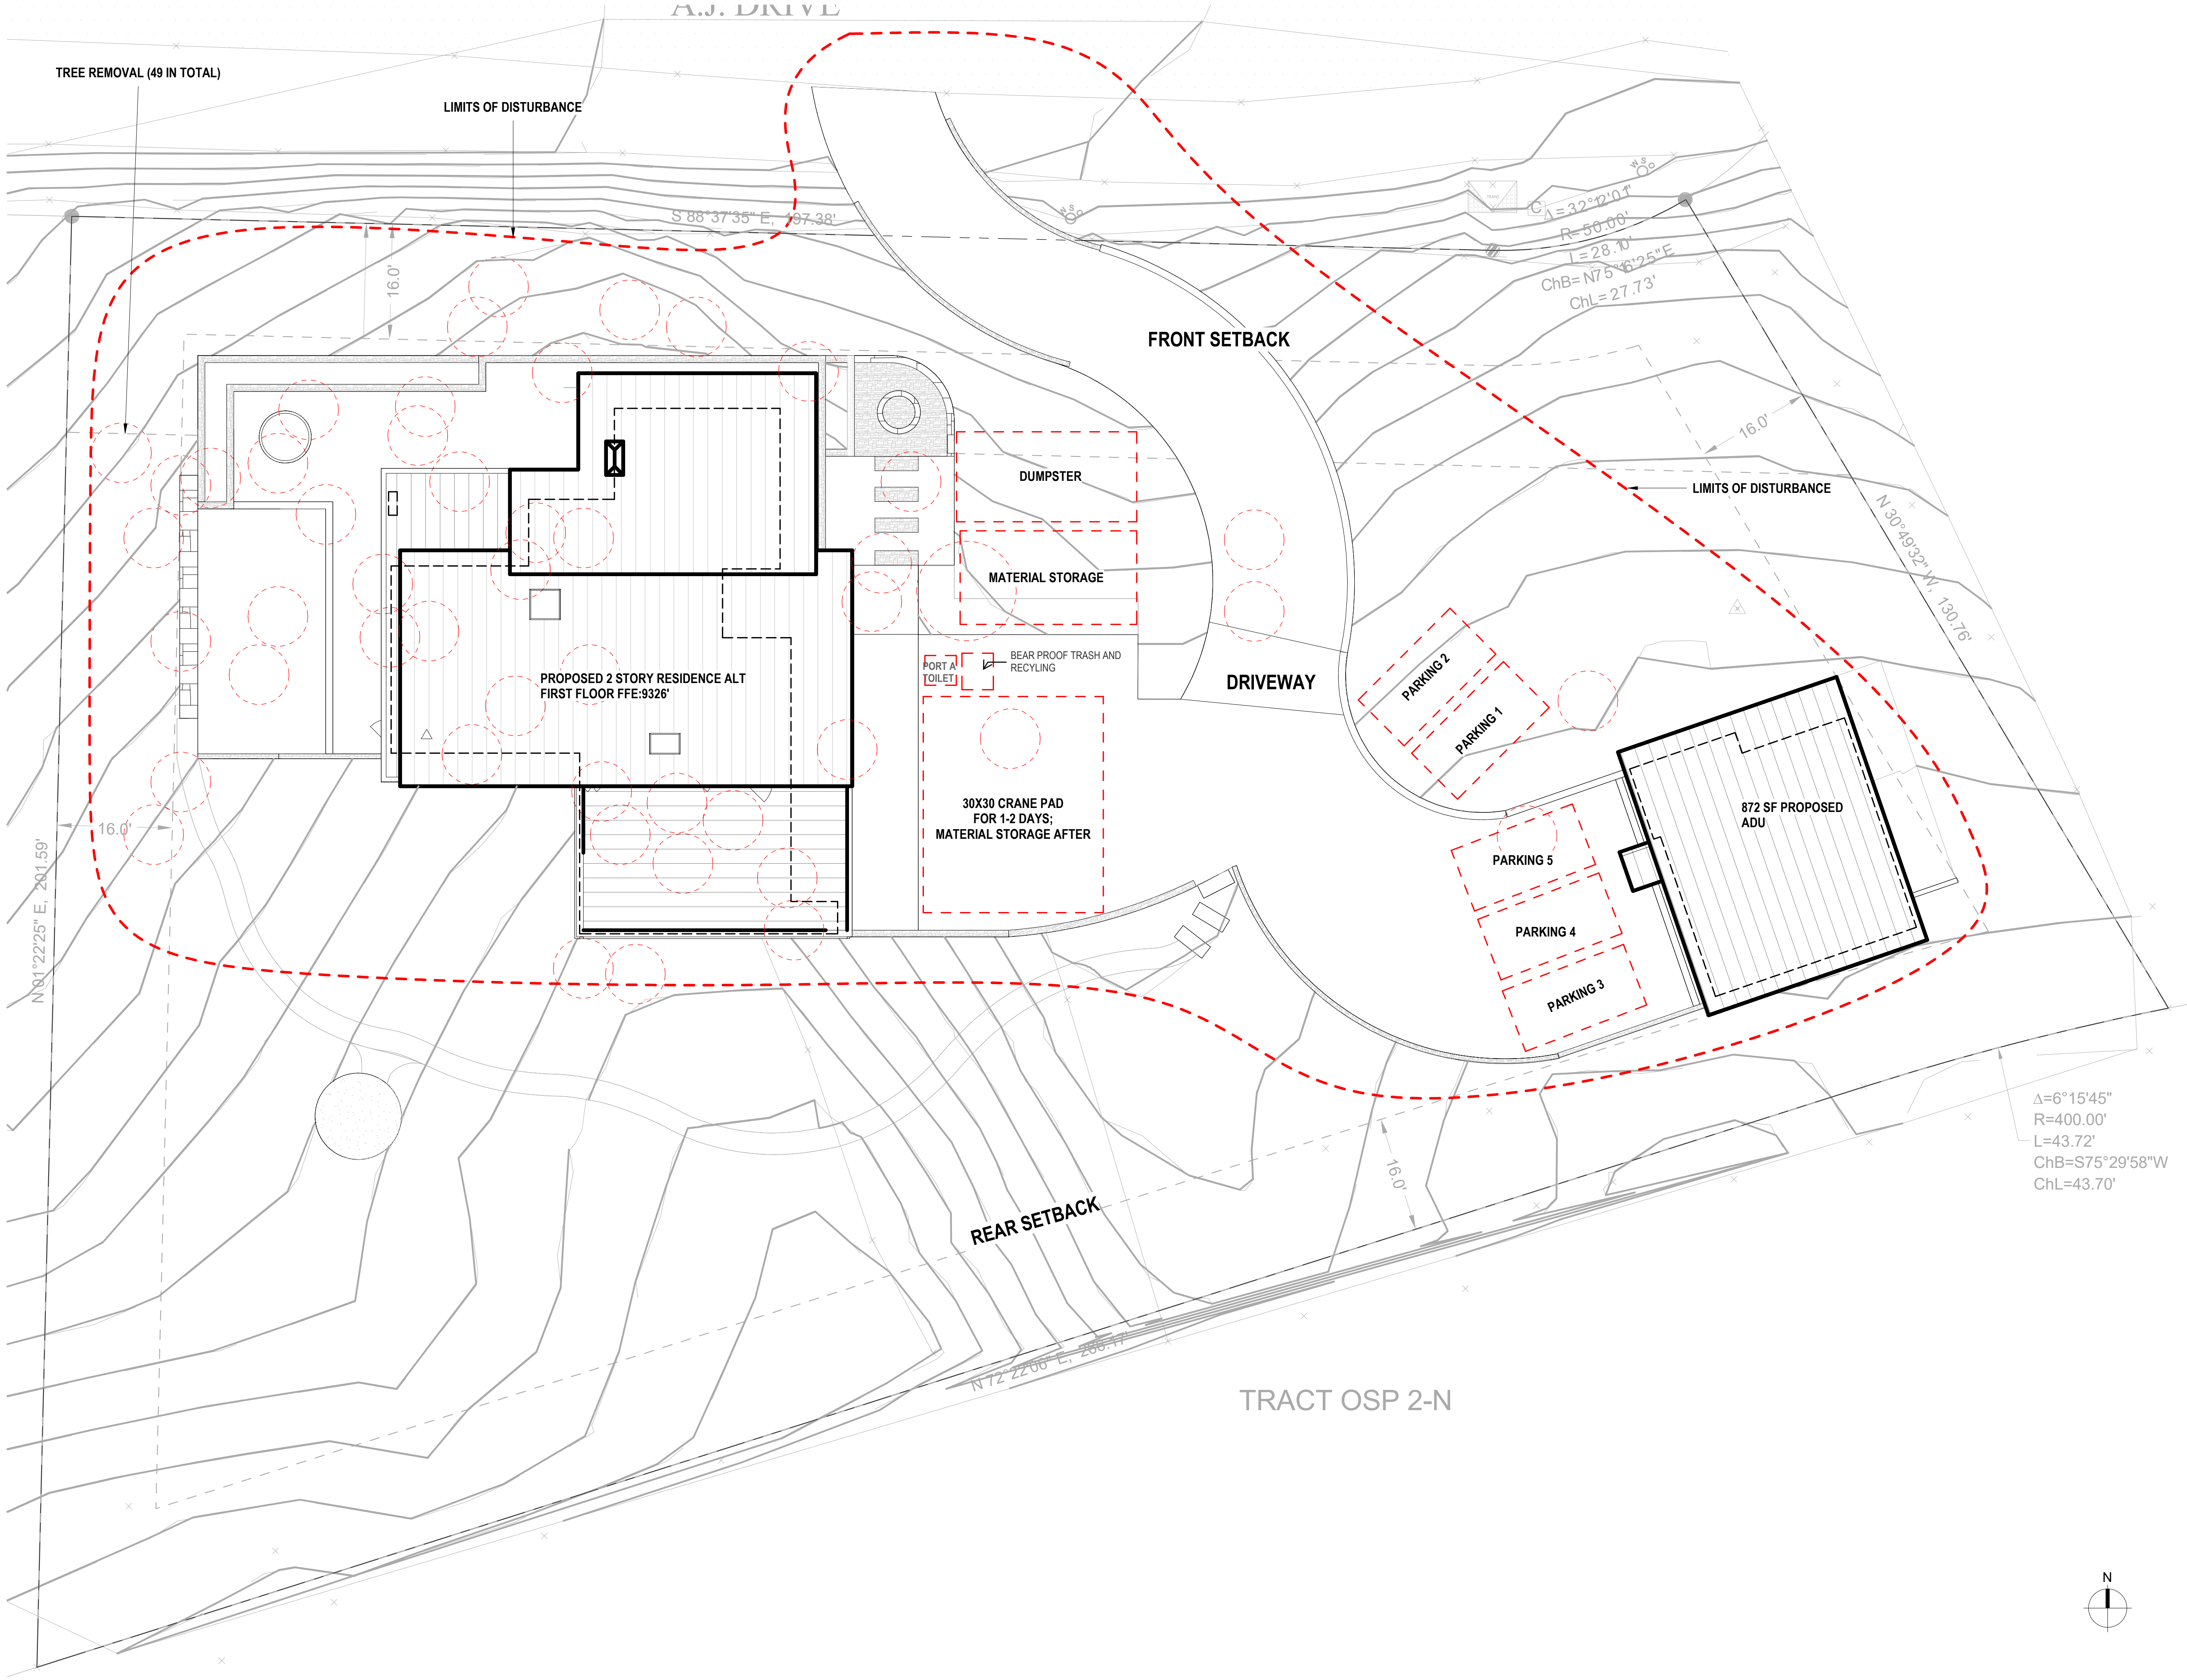 A.J. DRIVE
TREE REMOVAL (49 IN TOTAL)
LIMITS OF DISTURBANCE
S 88°37'35" E, 197.38'
16.0'
W S
W S
C
Δ=32°12'01"
R=50.00'
L=28.10'
ChB=N75°16'25"E
ChL=27.73'
FRONT SETBACK
16.0'
LIMITS OF DISTURBANCE
N 30°49'32" W, 130.76'
DUMPSTER
MATERIAL STORAGE
PORT A
TOILET
BEAR PROOF TRASH AND
RECYLING
PROPOSED 2 STORY RESIDENCE ALT
FIRST FLOOR FFE:9326'
DRIVEWAY
PARKING 2
PARKING 1
30X30 CRANE PAD
FOR 1-2 DAYS;
MATERIAL STORAGE AFTER
872 SF PROPOSED
ADU
PARKING 5
PARKING 4
PARKING 3
16.0'
N 01°22'25" E, 201.59'
Δ=6°15'45"
R=400.00'
L=43.72'
ChB=S75°29'58"W
ChL=43.70'
16.0'
REAR SETBACK
N 72°22'06" E,
TRACT OSP 2-N
N